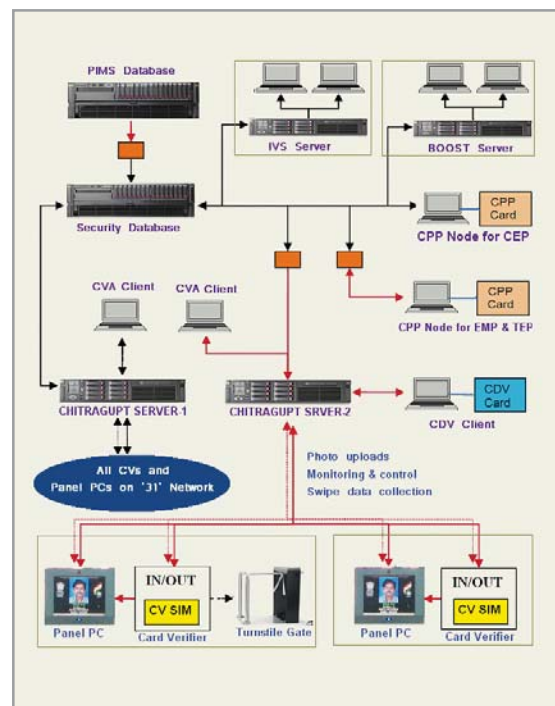 PIMS Database
IVS Server
BOOST Server
Security Database
CPP
Card
CPP Node for CEP
CVA Client
CVA Client
CPP
Card
CPP Node for EMP & TEP
CHITRAGUPT SERVER-1
CHITRAGUPT SRVER-2
CDV
Card
CDV Client
All CVs and
Panel PCs on '31' Network
Photo uploads
Monitoring & control
Swipe data collection
IN/OUT
CV SIM
Panel PC
Card Verifier
Turnstile Gate
IN/OUT
CV SIM
Panel PC
Card Verifier